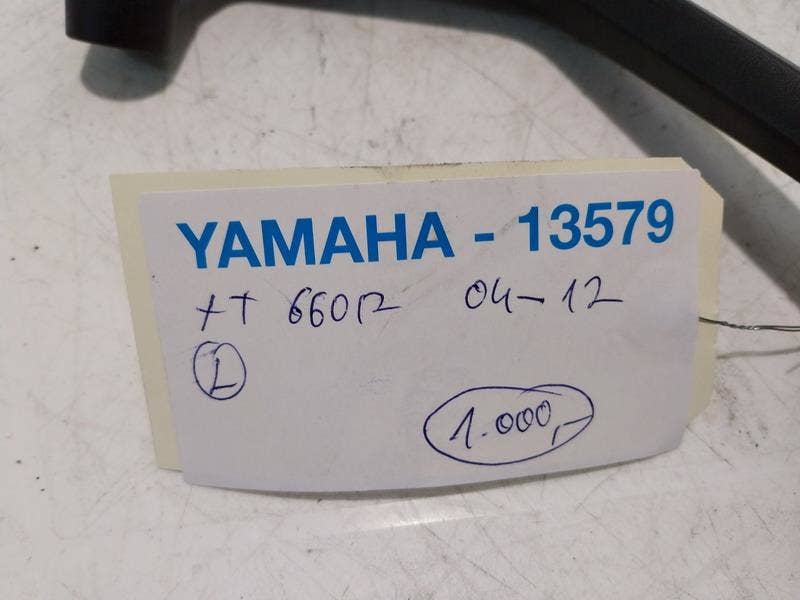 YAMAHA - 13579
XT 660R 04-12
L
1.000,-